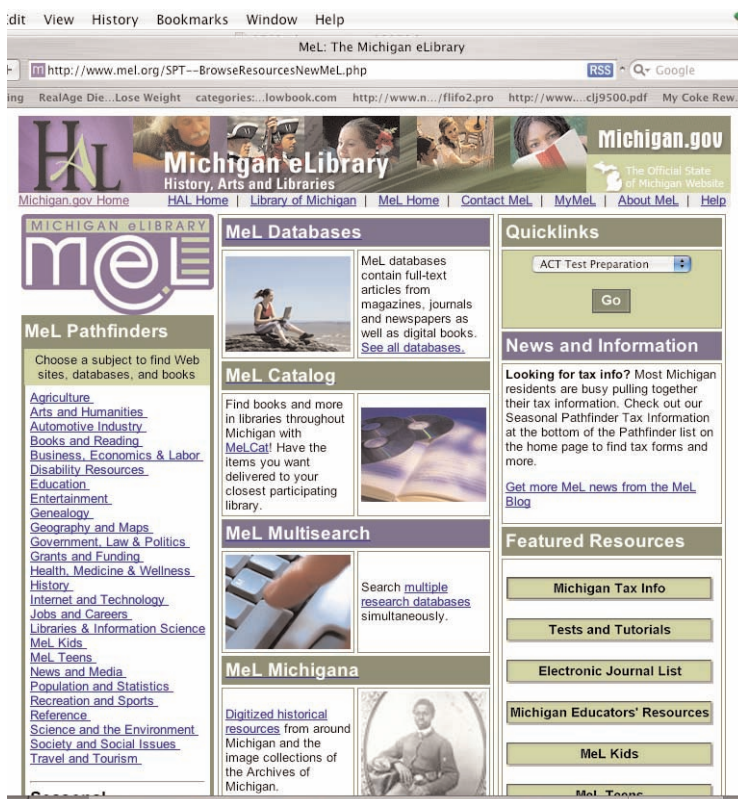 dit View History Bookmarks Window Help
MeL: The Michigan eLibrary
http://www.mel.org/SPT--BrowseResourcesNewMeL.php
RSS
Google
ing RealAge Die...Lose Weight categories:...lowbook.com http://www.n.../flifo2.pro http://www....clj9500.pdf My Coke Rew.
HAL
Michigan eLibrary
History, Arts and Libraries
Michigan.gov
The Official State
of Michigan Website
Michigan.gov Home
HAL Home | Library of Michigan | MeL Home | Contact MeL | MyMeL | About MeL | Help
MICHIGAN eLIBRARY
meL
MeL Pathfinders
Choose a subject to find Web
sites, databases, and books
Agriculture
Arts and Humanities
Automotive Industry
Books and Reading
Business, Economics & Labor
Disability Resources
Education
Entertainment
Genealogy
Geography and Maps
Government, Law & Politics
Grants and Funding
Health, Medicine & Wellness
History
Internet and Technology
Jobs and Careers
Libraries & Information Science
MeL Kids
MeL Teens
News and Media
Population and Statistics
Recreation and Sports
Reference
Science and the Environment
Society and Social Issues
Travel and Tourism
MeL Databases
MeL databases
contain full-text
articles from
magazines, journals
and newspapers as
well as digital books.
See all databases.
MeL Catalog
Find books and more
in libraries throughout
Michigan with
MeLCat! Have the
items you want
delivered to your
closest participating
library.
MeL Multisearch
Search multiple
research databases
simultaneously.
MeL Michigana
Digitized historical
resources from around
Michigan and the
image collections of
the Archives of
Michigan.
Quicklinks
ACT Test Preparation
Go
News and Information
Looking for tax info? Most Michigan
residents are busy pulling together
their tax information. Check out our
Seasonal Pathfinder Tax Information
at the bottom of the Pathfinder list on
the home page to find tax forms and
more.
Get more MeL news from the MeL
Blog
Featured Resources
Michigan Tax Info
Tests and Tutorials
Electronic Journal List
Michigan Educators' Resources
MeL Kids
MeL Teens